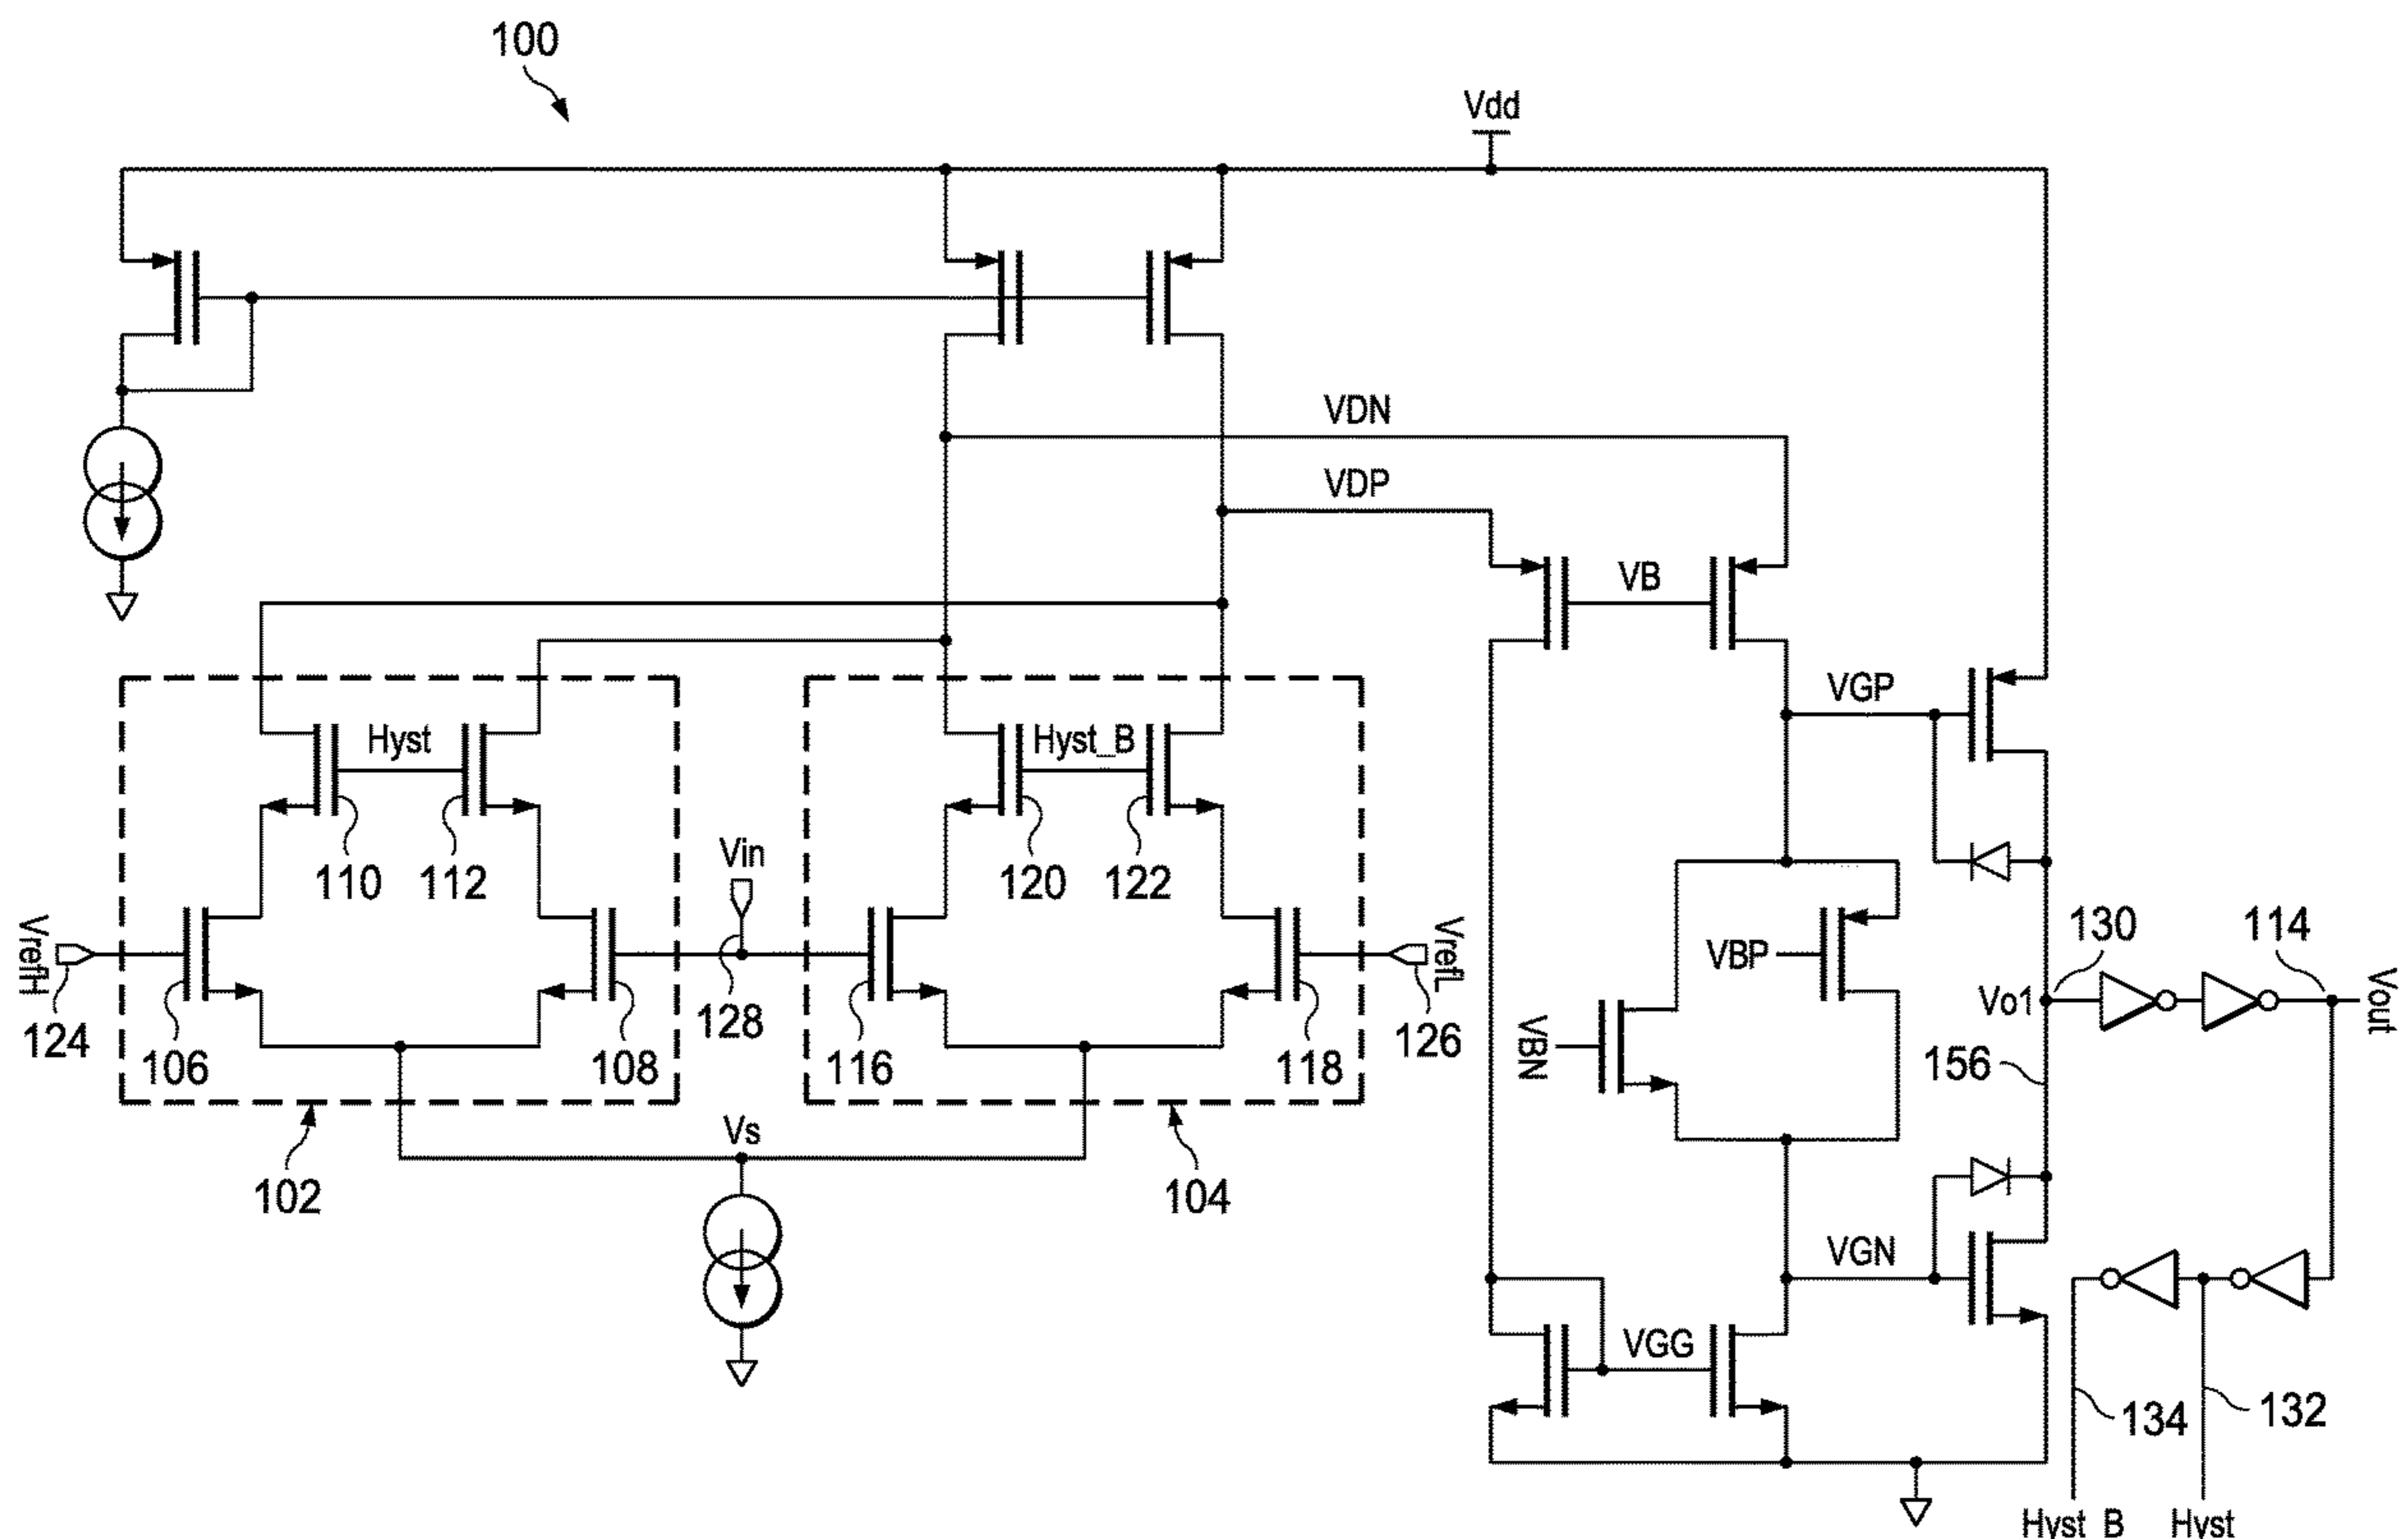 100
Vdd
VDN
VDP
VB
VGP
Hyst
Hyst_B
110
112
Vin
120
122
VrefH
124
106
108
128
116
118
VrefL
126
VBP
VBN
130
114
Vo1
Vout
156
Vs
102
104
VGN
VGG
134
132
Hyst_B
Hyst